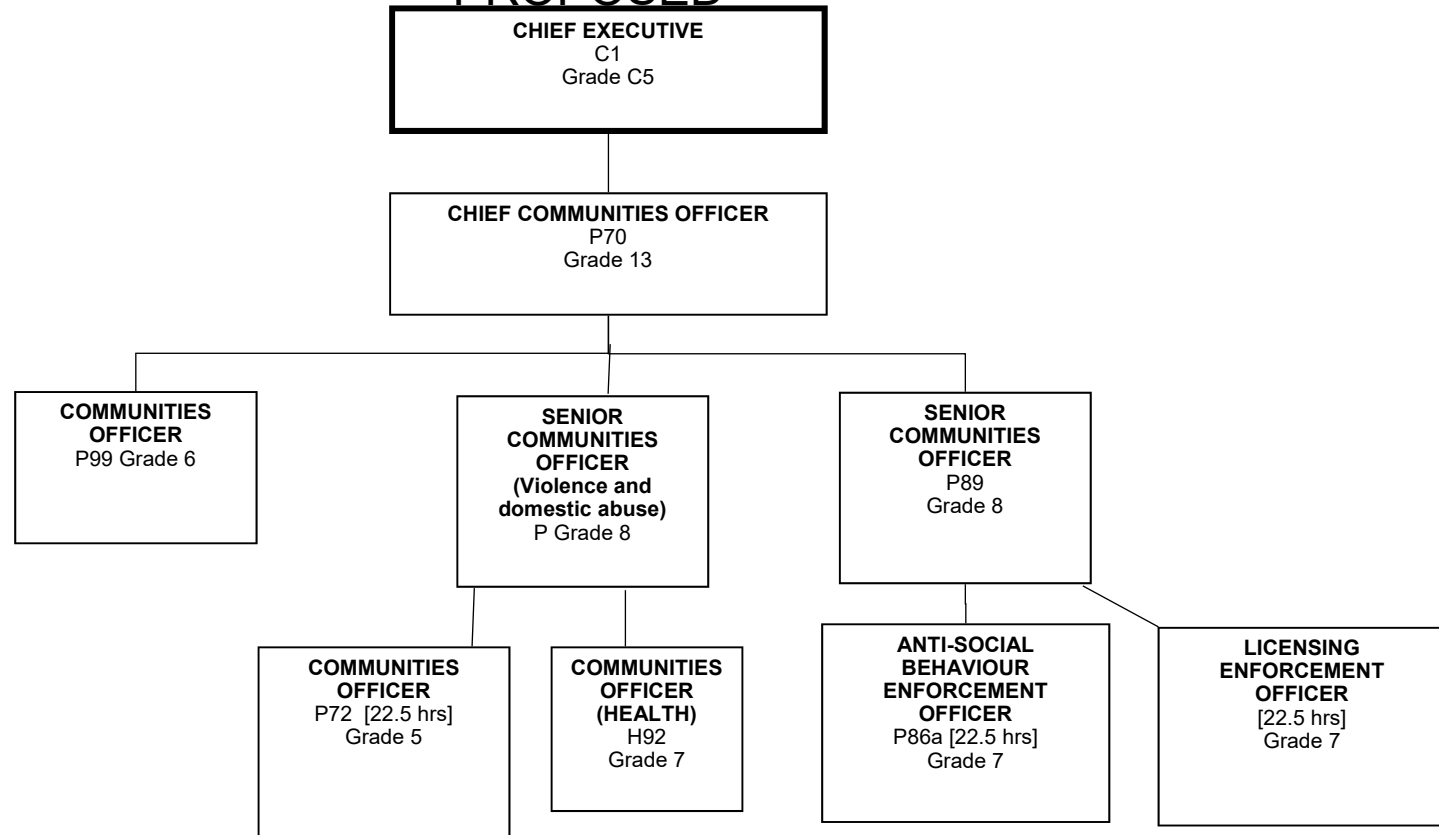 PROPOSED
CHIEF EXECUTIVE
C1
Grade C5
CHIEF COMMUNITIES OFFICER
P70
Grade 13
COMMUNITIES
OFFICER
P99 Grade 6
SENIOR
COMMUNITIES
OFFICER
(Violence and
domestic abuse)
P Grade 8
SENIOR
COMMUNITIES
OFFICER
P89
Grade 8
COMMUNITIES
OFFICER
P72 [22.5 hrs]
Grade 5
COMMUNITIES
OFFICER
(HEALTH)
H92
Grade 7
ANTI-SOCIAL
BEHAVIOUR
ENFORCEMENT
OFFICER
P86a [22.5 hrs]
Grade 7
LICENSING
ENFORCEMENT
OFFICER
[22.5 hrs]
Grade 7